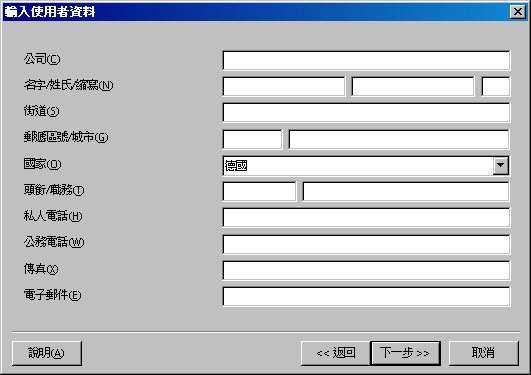 輸入使用者資料
公司(C)
名字/姓氏/縮寫(N)
街道(S)
郵遞區號/城市(G)
國家(O)
德國
頭銜/職務(T)
私人電話(H)
公務電話(W)
傳真(X)
電子郵件(E)
說明(A) << 返回 下一步 >> 取消